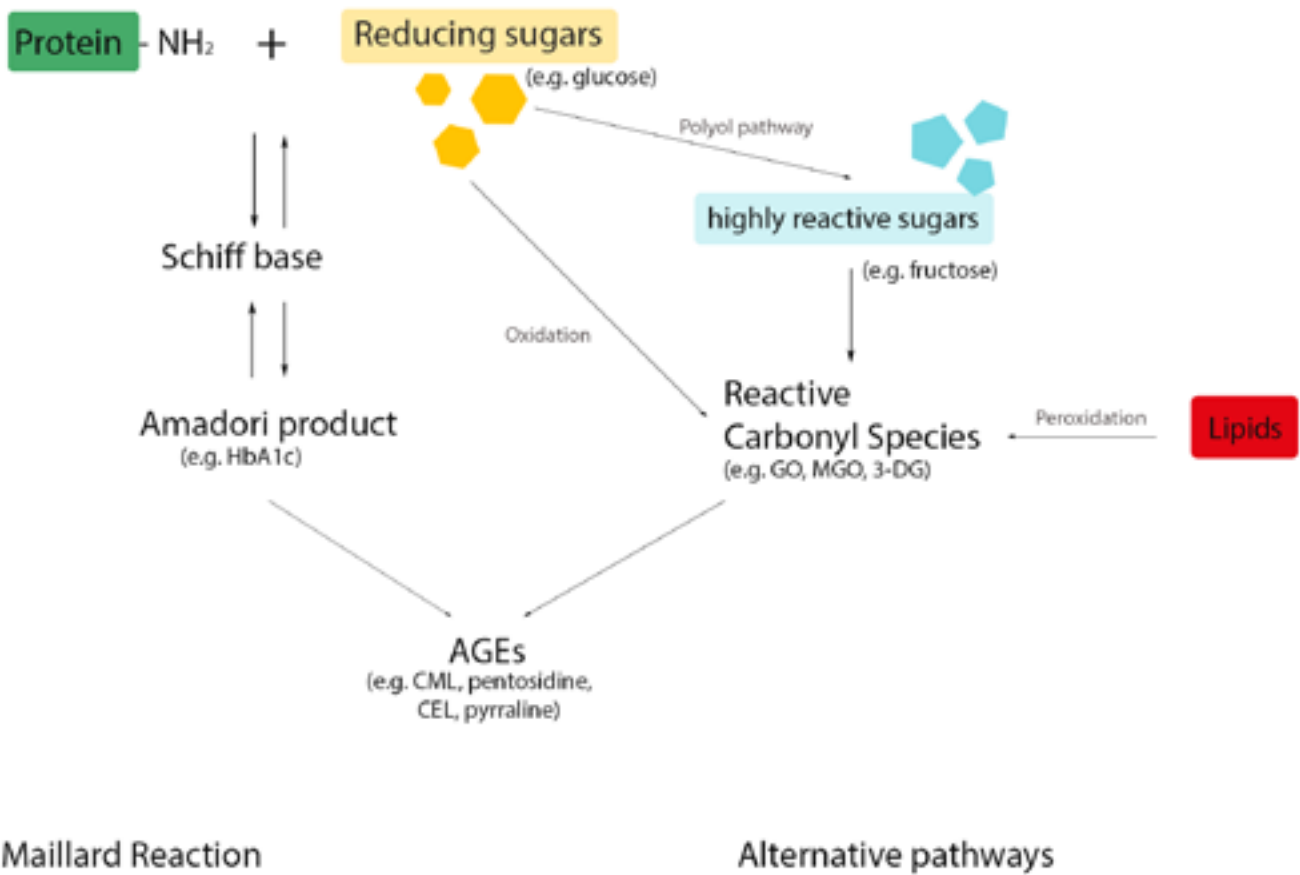 Protein - NH₂ + Reducing sugars
(e.g. glucose)
Polyol pathway
highly reactive sugars
(e.g. fructose)
Schiff base
Oxidation
Amadori product
(e.g. HbA1c)
Reactive
Carbonyl Species
(e.g. GO, MGO, 3-DG)
Peroxidation
Lipids
AGEs
(e.g. CML, pentosidine,
CEL, pyrraline)
Maillard Reaction
Alternative pathways